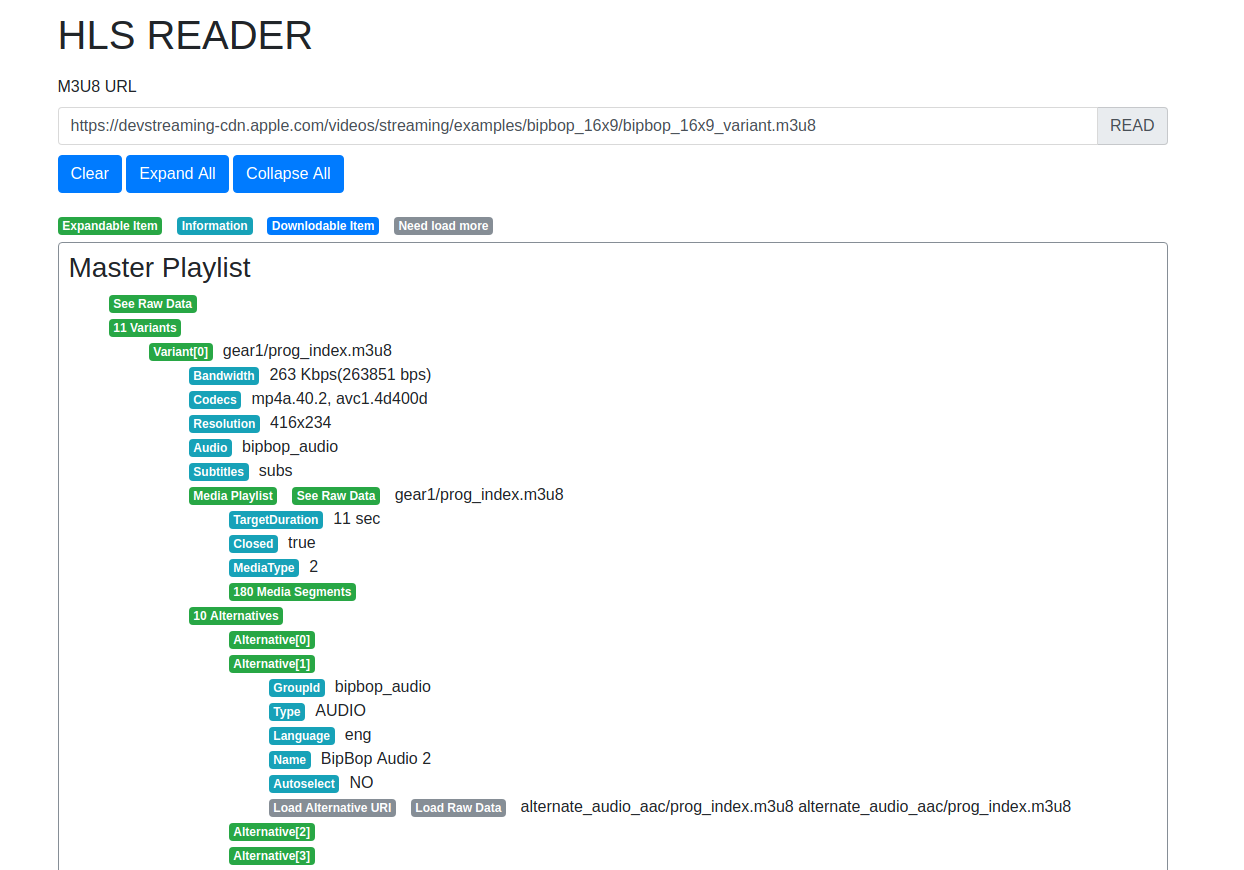 HLS READER
M3U8 URL
https://devstreaming-cdn.apple.com/videos/streaming/examples/bipbop_16x9/bipbop_16x9_variant.m3u8 READ
Clear Expand All Collapse All
Expandable Item Information Downlodable Item Need load more
Master Playlist
See Raw Data
11 Variants
Variant[0] gear1/prog_index.m3u8
Bandwidth 263 Kbps(263851 bps)
Codecs mp4a.40.2, avc1.4d400d
Resolution 416x234
Audio bipbop_audio
Subtitles subs
Media Playlist See Raw Data gear1/prog_index.m3u8
TargetDuration 11 sec
Closed true
MediaType 2
180 Media Segments
10 Alternatives
Alternative[0]
Alternative[1]
GroupId bipbop_audio
Type AUDIO
Language eng
Name BipBop Audio 2
Autoselect NO
Load Alternative URI Load Raw Data alternate_audio_aac/prog_index.m3u8 alternate_audio_aac/prog_index.m3u8
Alternative[2]
Alternative[3]